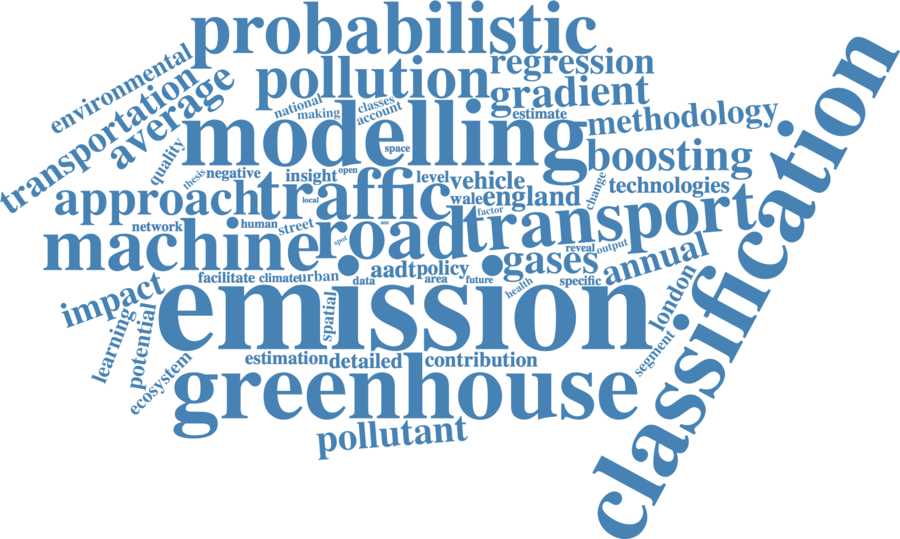 probabilistic
environmental
pollution
regression
transportation
average
national
making
classes
account
gradient
estimate
methodology
modelling
space
boosting
classification
quality
thesis
negative
insight
open
level
vehicle
change
technologies
approach
traffic
local
wale
england
factor
transport
network
human
street
road
spot
machine
reveal
output
gases
annual
facilitate
climate
urban
data
aadt
policy
area
future
health
specific
impact
emission
london
learning
potential
spatial
segment
ecosystem
estimation
detailed
contribution
greenhouse
pollutant